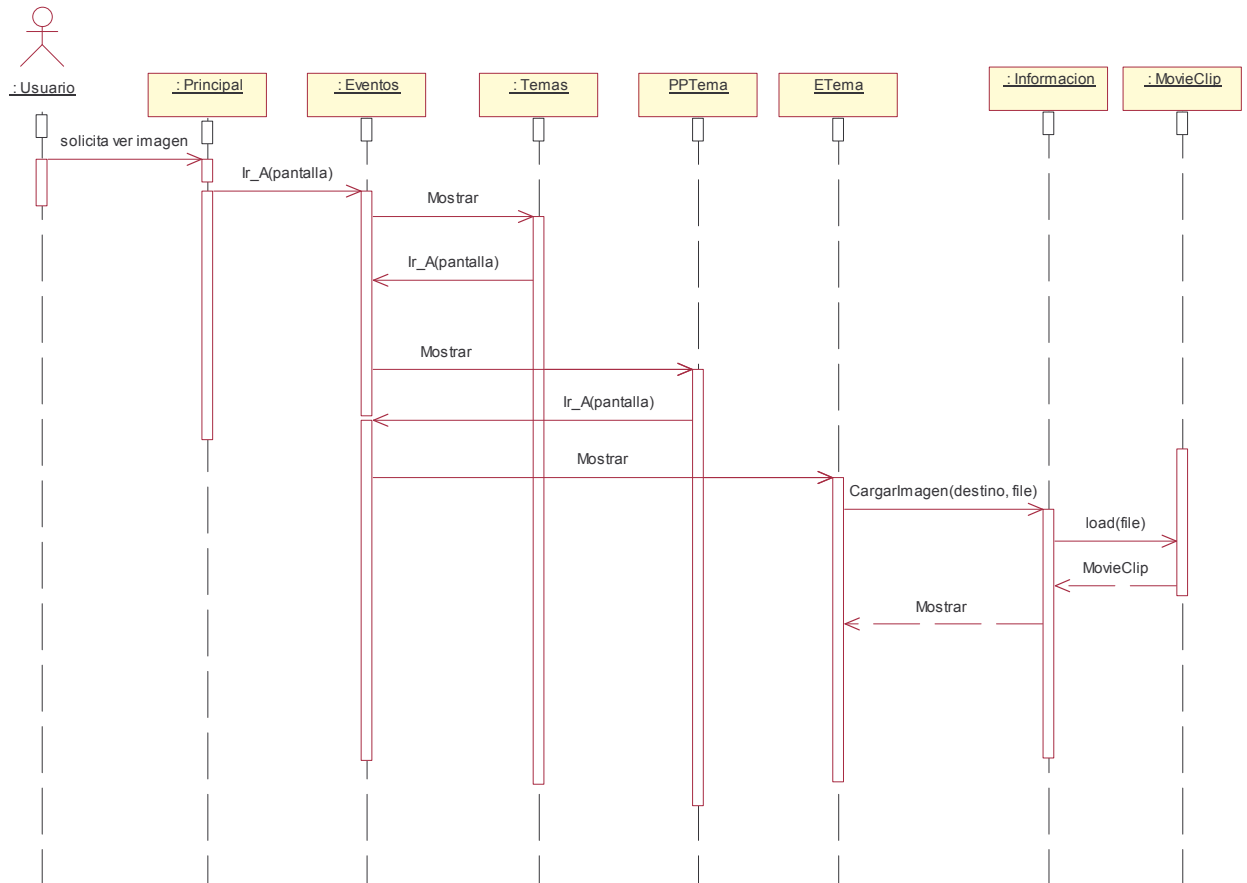 : Usuario
: Principal
: Eventos
: Temas
PPTema
ETema
: Informacion
: MovieClip
solicita ver imagen
Ir_A(pantalla)
Mostrar
Ir_A(pantalla)
Mostrar
Ir_A(pantalla)
Mostrar
CargarImagen(destino, file)
load(file)
MovieClip
Mostrar